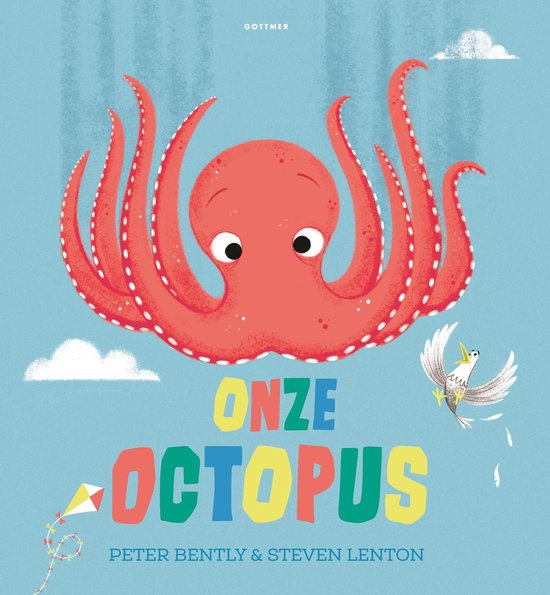 GOTTMER
ONZE
OCTOPUS
PETER BENTLY & STEVEN LENTON